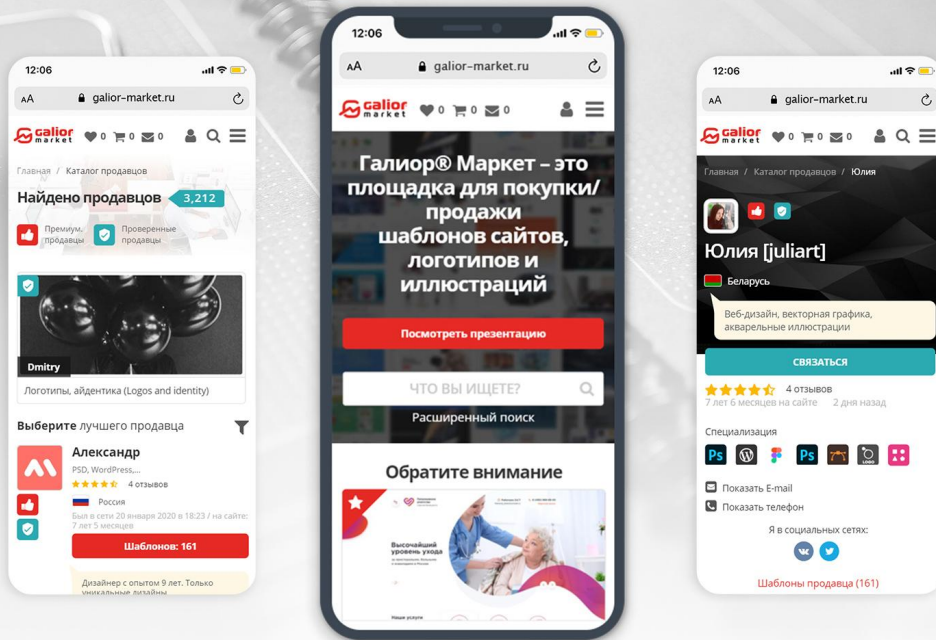 12:06
AA galior-market.ru
galior market 0 0 0
Главная / Каталог продавцов
Найдено продавцов 3,212
Премиум. продавцы
Проверенные продавцы
Dmitry
Логотипы, айдентика (Logos and identity)
Выберите лучшего продавца
Александр
PSD, WordPress,...
4 отзывов
Россия
Был в сети 20 января 2020 в 18:23 / на сайте:
7 лет 5 месяцев
Шаблонов: 161
Дизайнер с опытом 9 лет. Только
уникальные дизайны
12:06
AA galior-market.ru
galior market 0 0 0
Галиор® Маркет – это
площадка для покупки/
продажи
шаблонов сайтов,
логотипов и
иллюстраций
Посмотреть презентацию
ЧТО ВЫ ИЩЕТЕ?
Расширенный поиск
Обратите внимание
Высочайший
уровень ухода
Наши услуги
12:06
AA galior-market.ru
galior market 0 0 0
Главная / Каталог продавцов / Юлия
Юлия [juliart]
Беларусь
Веб-дизайн, векторная графика,
акварельные иллюстрации
СВЯЗАТЬСЯ
4 отзывов
7 лет 6 месяцев на сайте 2 дня назад
Специализация
Ps Ps LOGO
Показать E-mail
Показать телефон
Я в социальных сетях:
Шаблоны продавца (161)